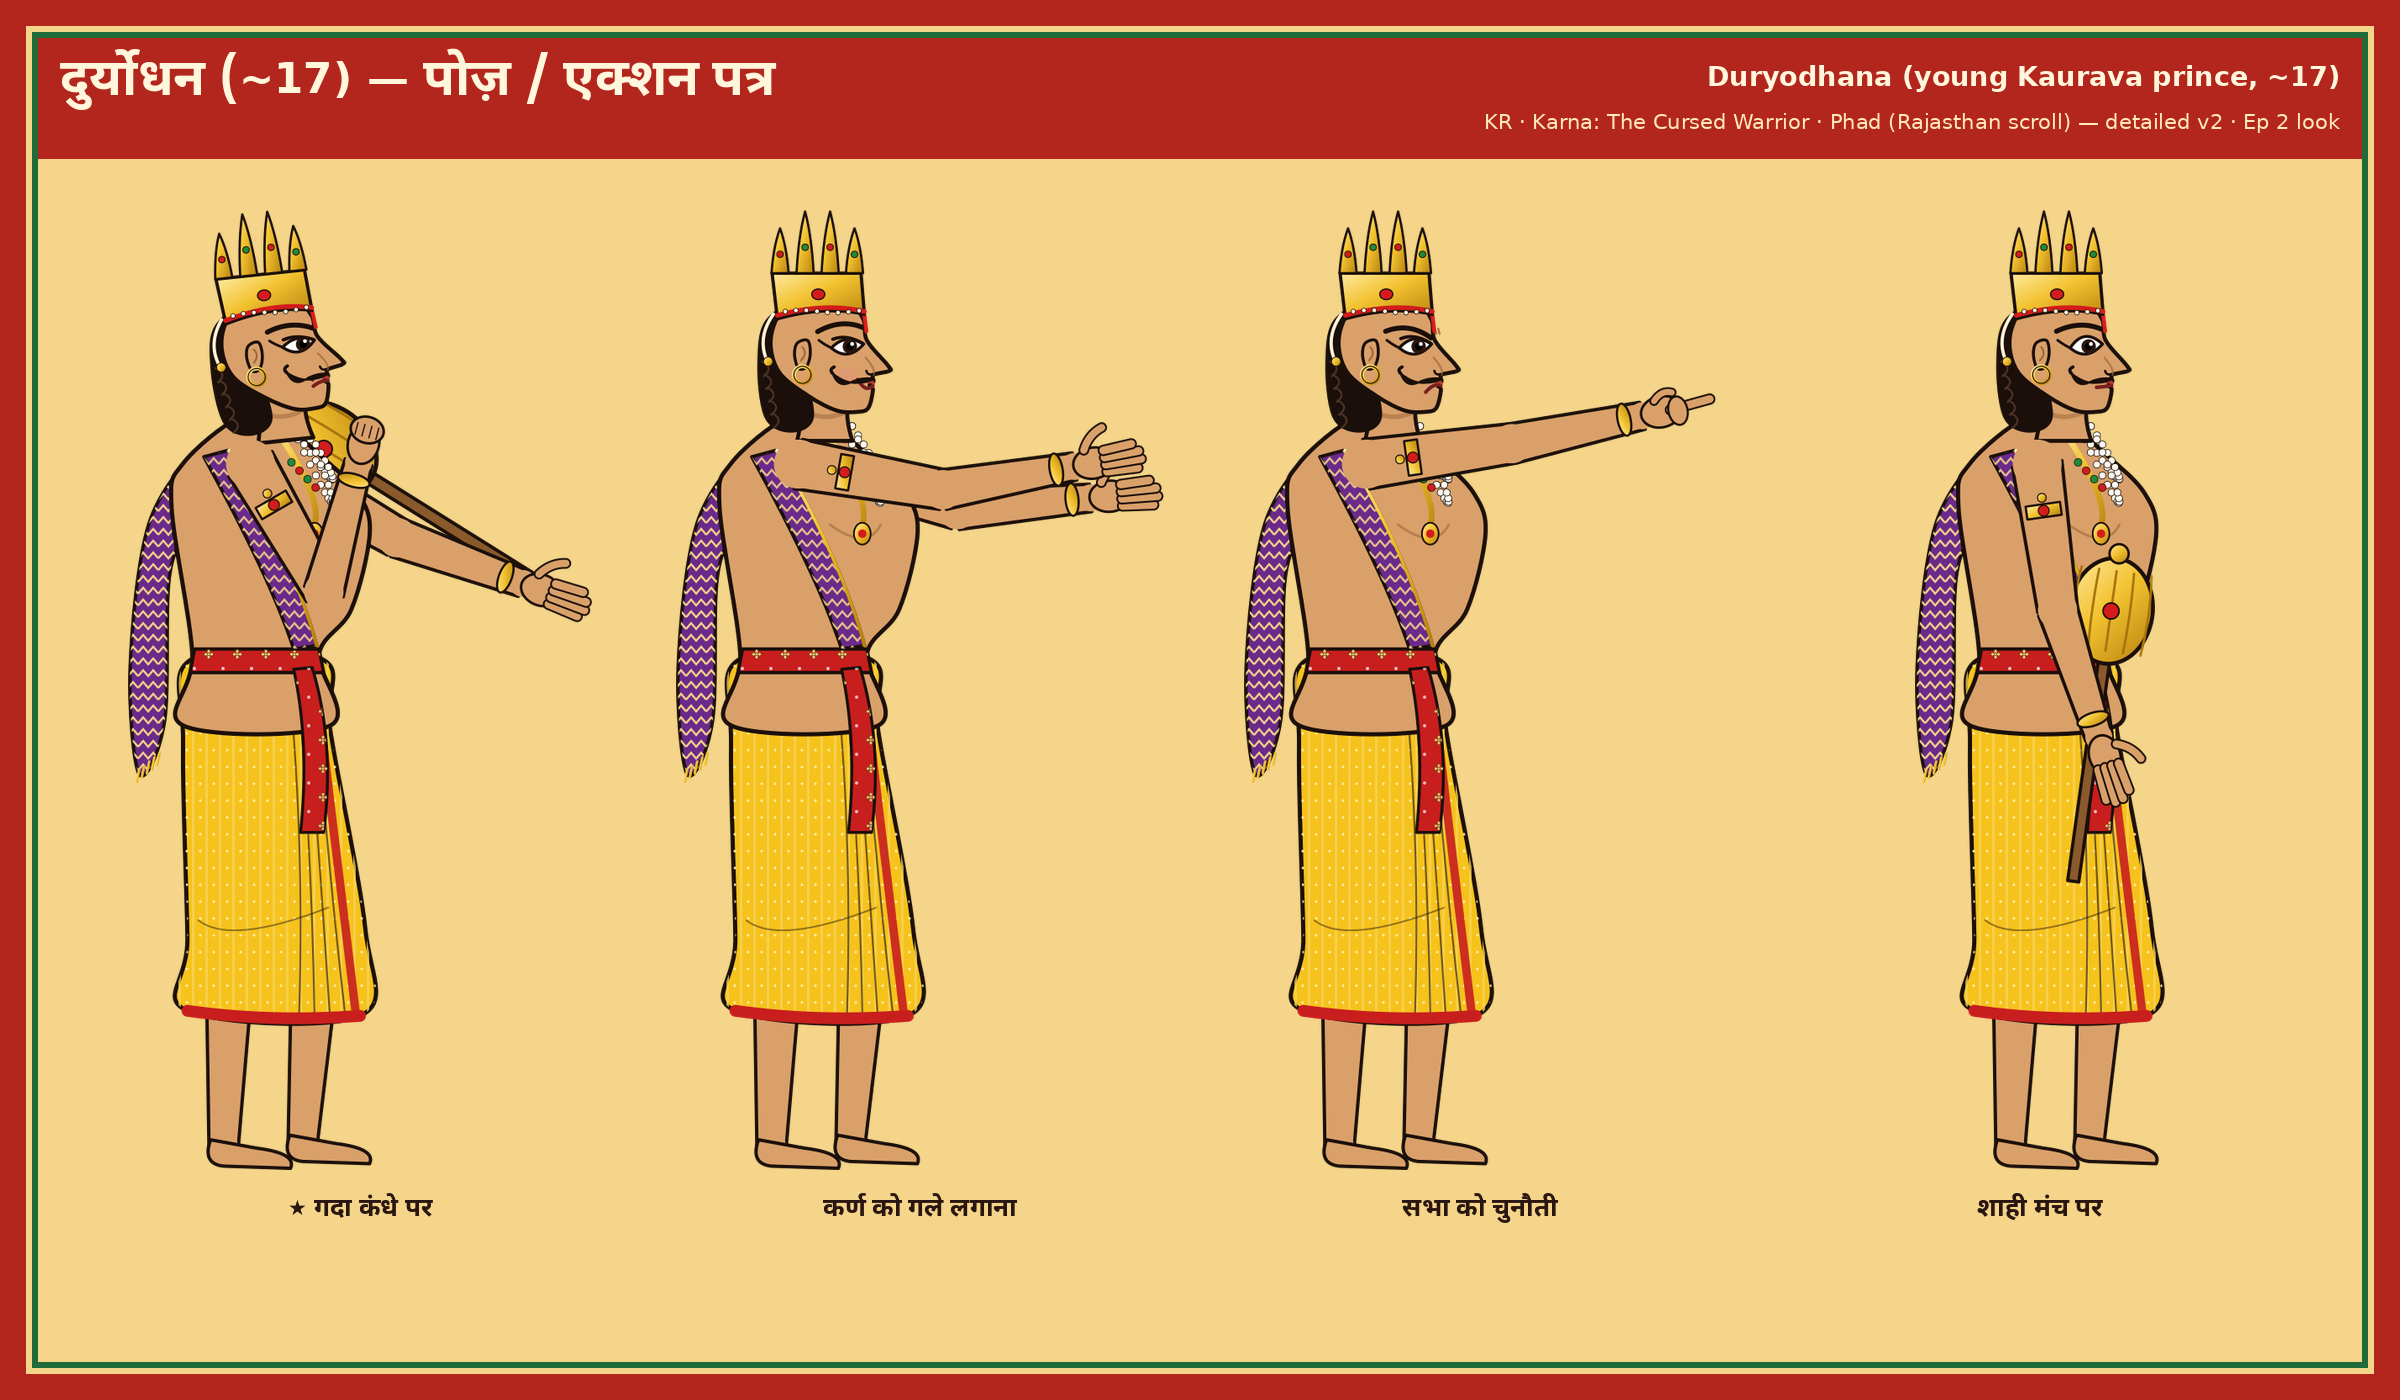 दुर्योधन (~17) — पोज़ / एक्शन पत्र
Duryodhana (young Kaurava prince, ~17)
KR · Karna: The Cursed Warrior · Phad (Rajasthan scroll) — detailed v2 · Ep 2 look
★ गदा कंधे पर
कर्ण को गले लगाना
सभा को चुनौती
शाही मंच पर